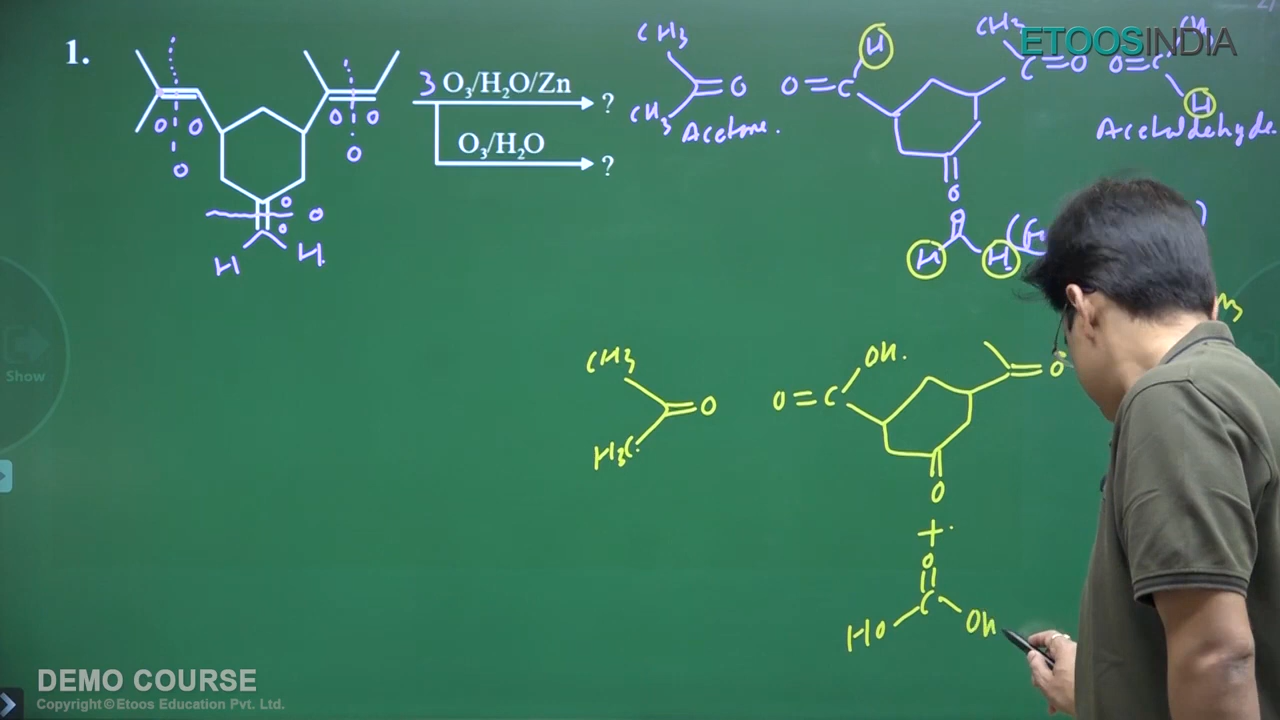 ETOOSINDIA
1.
3 O₃/H₂O/Zn
?
O₃/H₂O
?
O O
O
O O
O
O
O
O
H H
CH₃
CH₃
O
Acetone.
O=C
H
CH₃
C=O
O
O=C
H
Acetaldehyde.
H H
CH₃
H₃C
O
O=C
OH.
O
O
+
O
C
HO OH
Show
DEMO COURSE
Copyright © Etoos Education Pvt. Ltd.